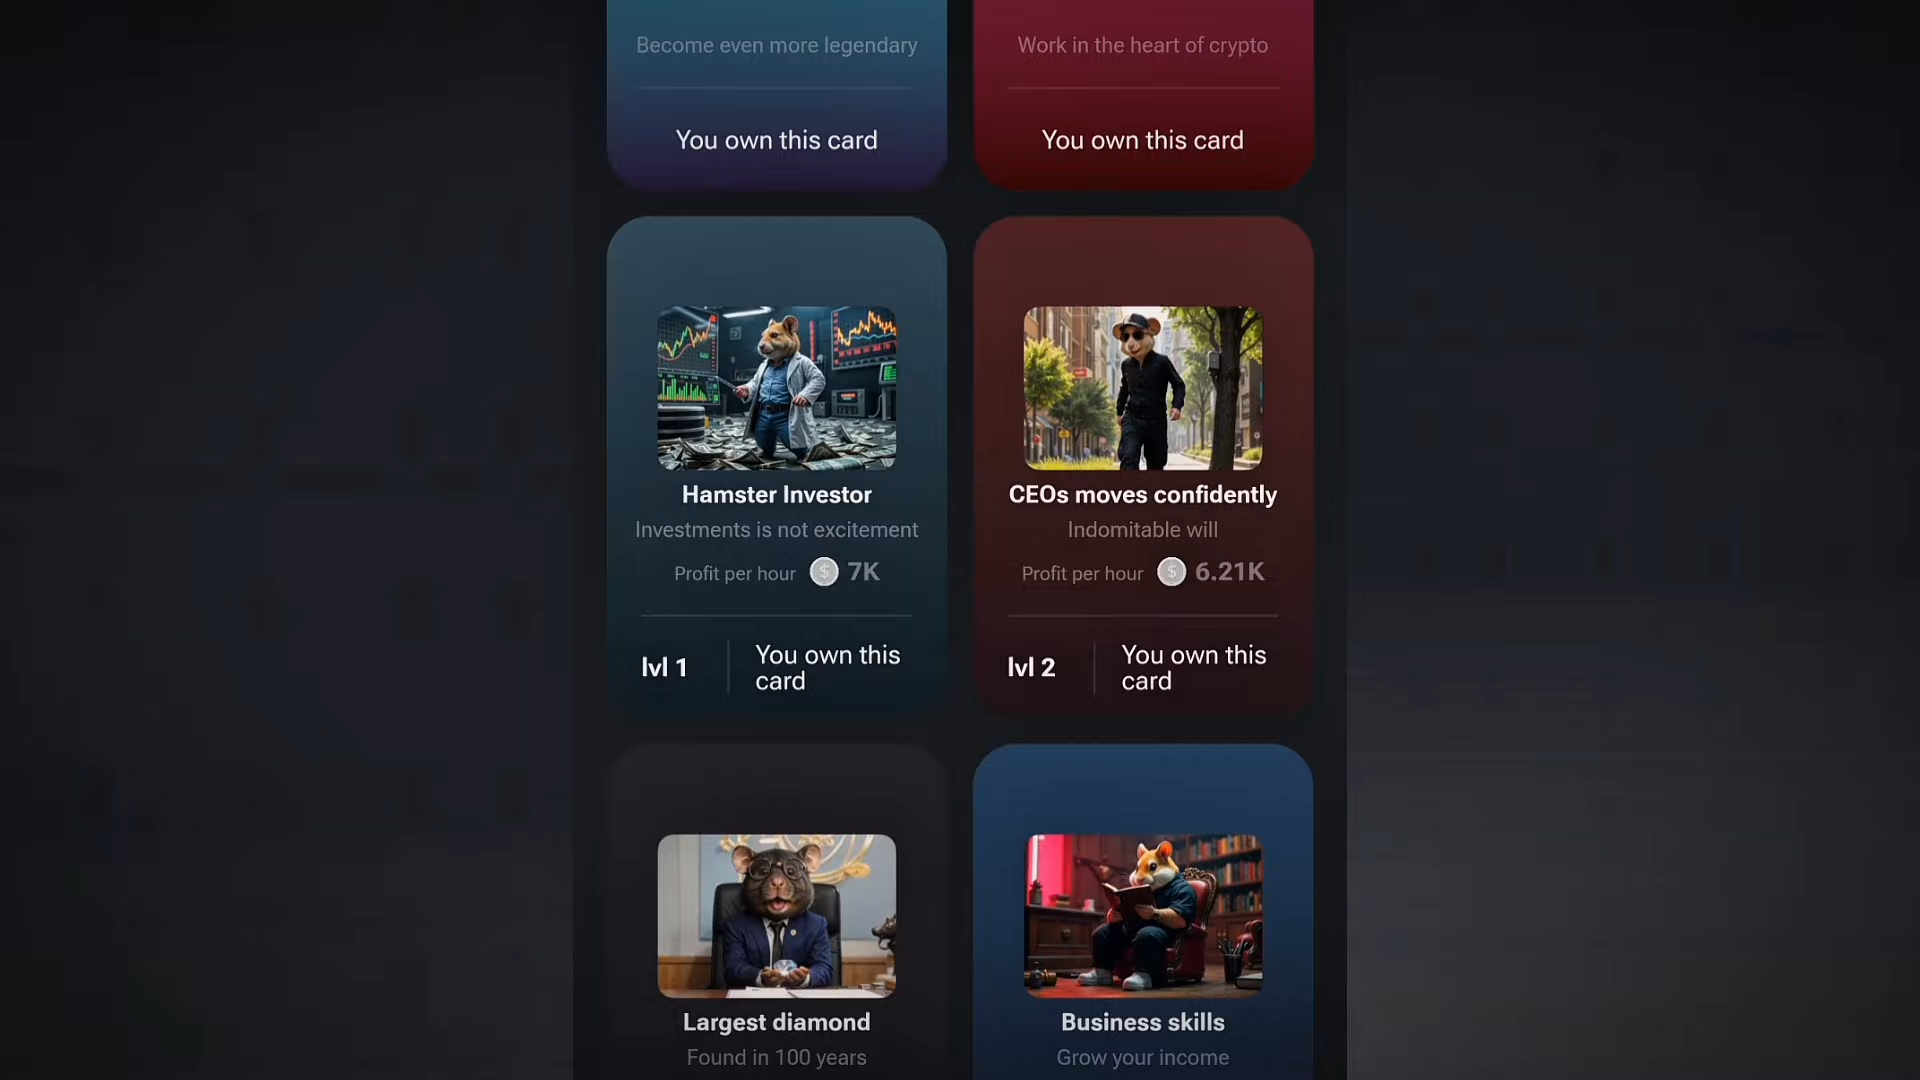 Become even more legendary
Work in the heart of crypto
You own this card
You own this card
Hamster Investor
Investments is not excitement
Profit per hour $ 7K
lvl 1
You own this
card
CEOs moves confidently
Indomitable will
Profit per hour $ 6.21K
lvl 2
You own this
card
Largest diamond
Found in 100 years
Business skills
Grow your income